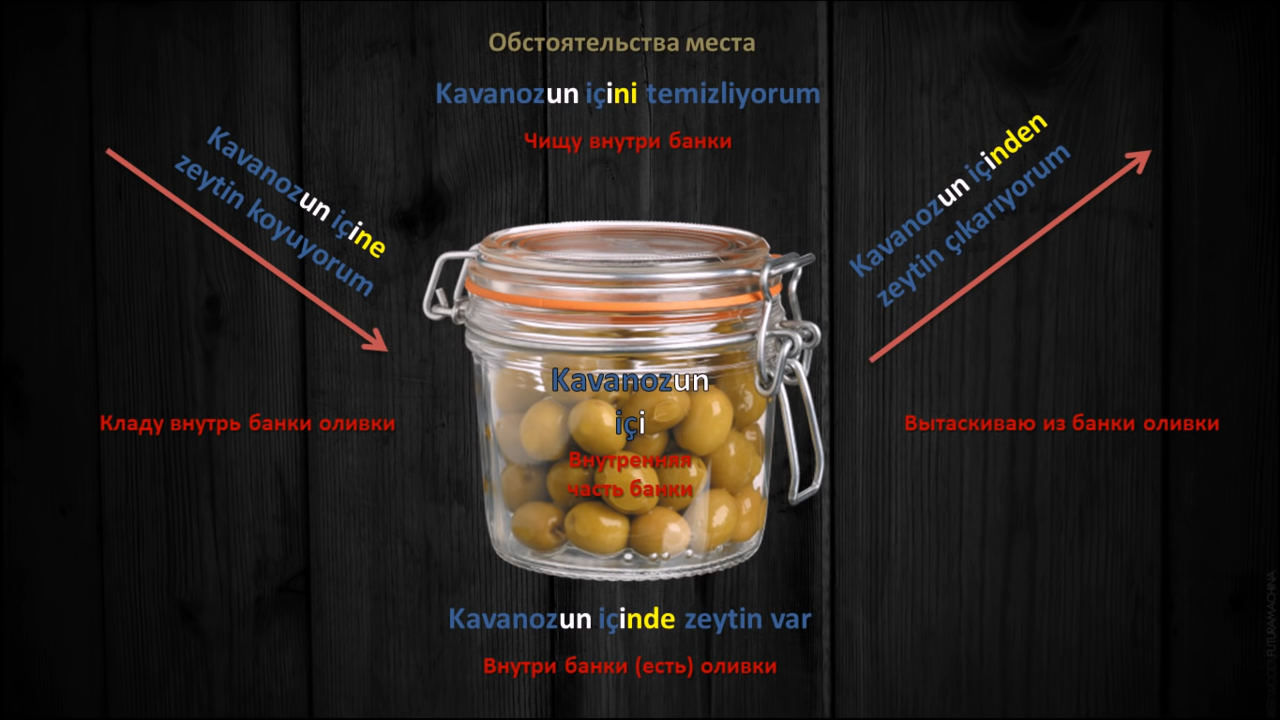 Обстоятельства места
Kavanozun içini temizliyorum
Чищу внутри банки
Kavanozun içine
zeytin koyuyorum
Kavanozun içinden
zeytin çıkarıyorum
Kavanozun
içi
Внутренняя
часть банки
Кладу внутрь банки оливки
Вытаскиваю из банки оливки
Kavanozun içinde zeytin var
Внутри банки (есть) оливки